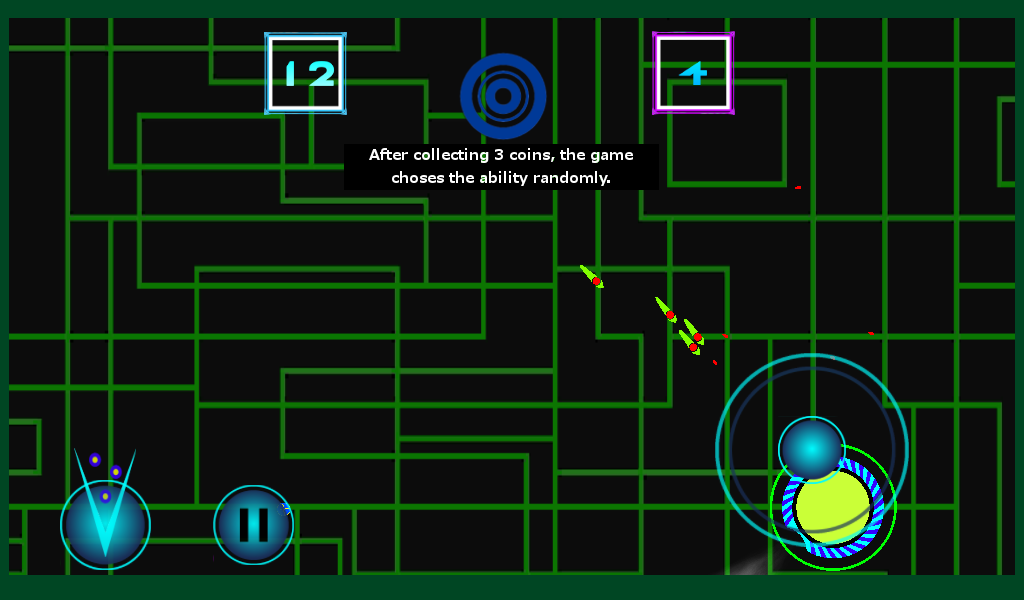 12
4
After collecting 3 coins, the game
choses the ability randomly.